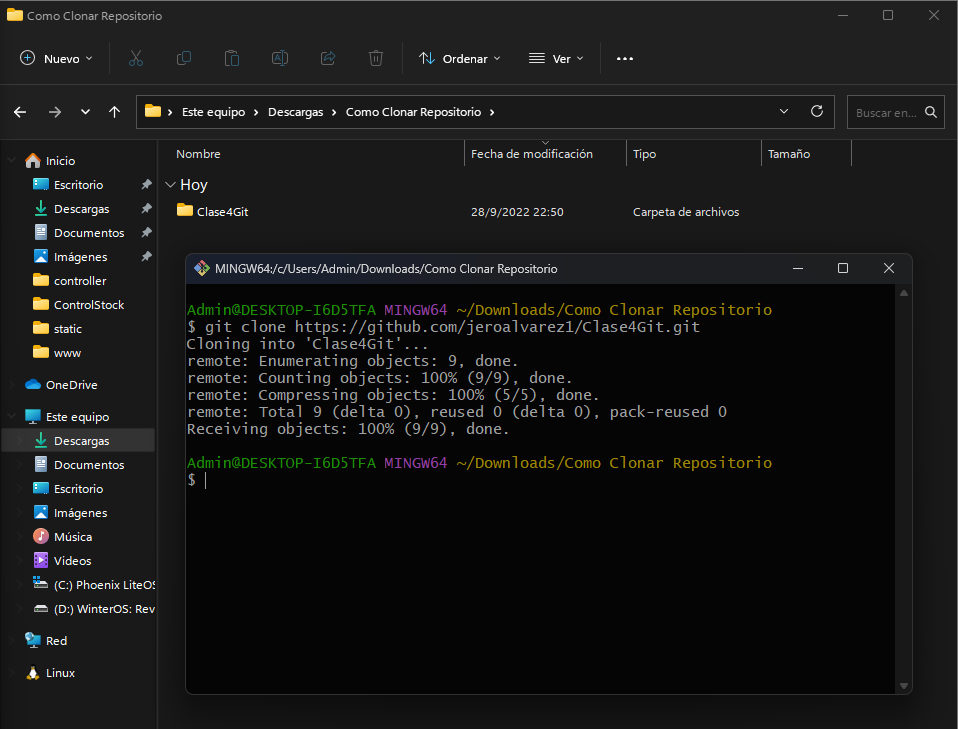 Como Clonar Repositorio
Nuevo
Ordenar
Ver
Este equipo > Descargas > Como Clonar Repositorio >
Buscar en...
Nombre
Fecha de modificación
Tipo
Tamaño
Inicio
Escritorio
Descargas
Documentos
Imágenes
controller
ControlStock
static
www
OneDrive
Este equipo
Descargas
Documentos
Escritorio
Imágenes
Música
Videos
(C:) Phoenix LiteOS
(D:) WinterOS: Rev
Red
Linux
Hoy
Clase4Git 28/9/2022 22:50 Carpeta de archivos
MINGW64:/c/Users/Admin/Downloads/Como Clonar Repositorio
Admin@DESKTOP-I6D5TFA MINGW64 ~/Downloads/Como Clonar Repositorio
$ git clone https://github.com/jeroalvarez1/Clase4Git.git
Cloning into 'Clase4Git'...
remote: Enumerating objects: 9, done.
remote: Counting objects: 100% (9/9), done.
remote: Compressing objects: 100% (5/5), done.
remote: Total 9 (delta 0), reused 0 (delta 0), pack-reused 0
Receiving objects: 100% (9/9), done.
Admin@DESKTOP-I6D5TFA MINGW64 ~/Downloads/Como Clonar Repositorio
$